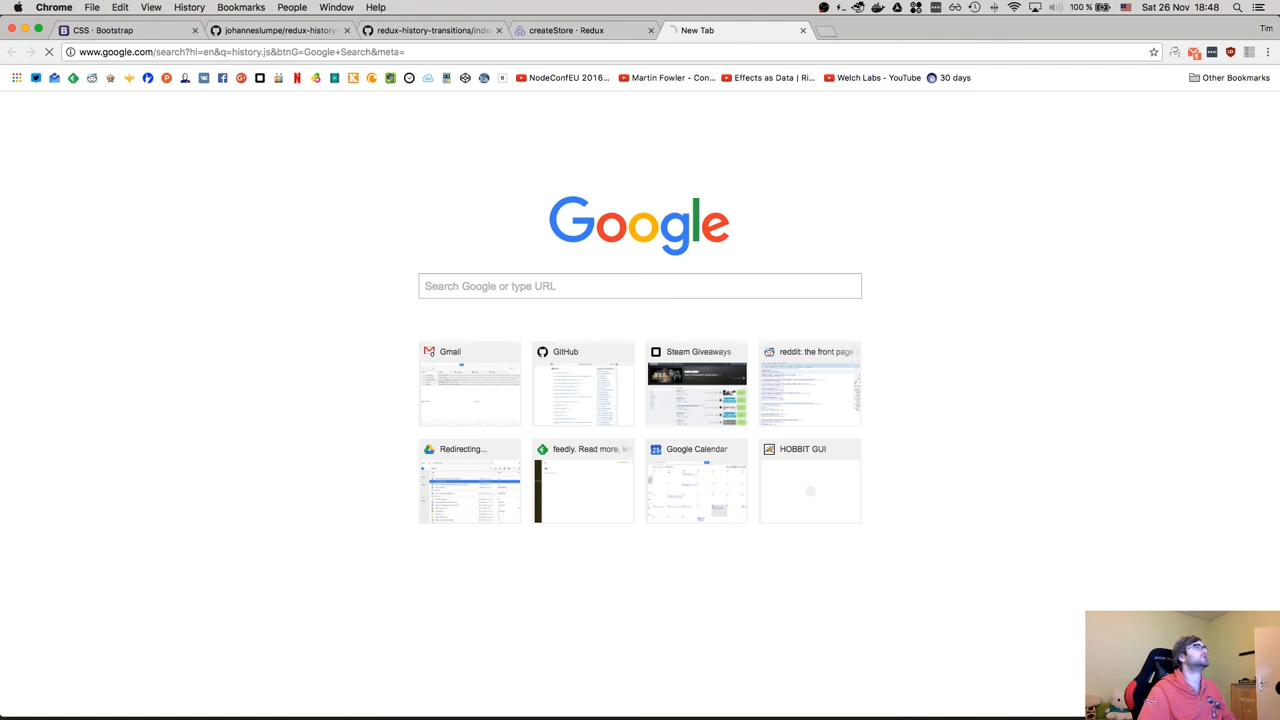 Chrome File Edit View History Bookmarks People Window Help 100 % Sat 26 Nov 18:48
CSS · Bootstrap johanneslumpe/redux-history- redux-history-transitions/index createStore · Redux New Tab Tim
www.google.com/search?hl=en&q=history.js&btnG=Google+Search&meta=
NodeConfEU 2016... Martin Fowler - Con... Effects as Data | Ri... Welch Labs - YouTube 30 days Other Bookmarks
Google
Search Google or type URL
Gmail GitHub Steam Giveaways reddit: the front page
Redirecting... feedly. Read more, kn Google Calendar HOBBIT GUI